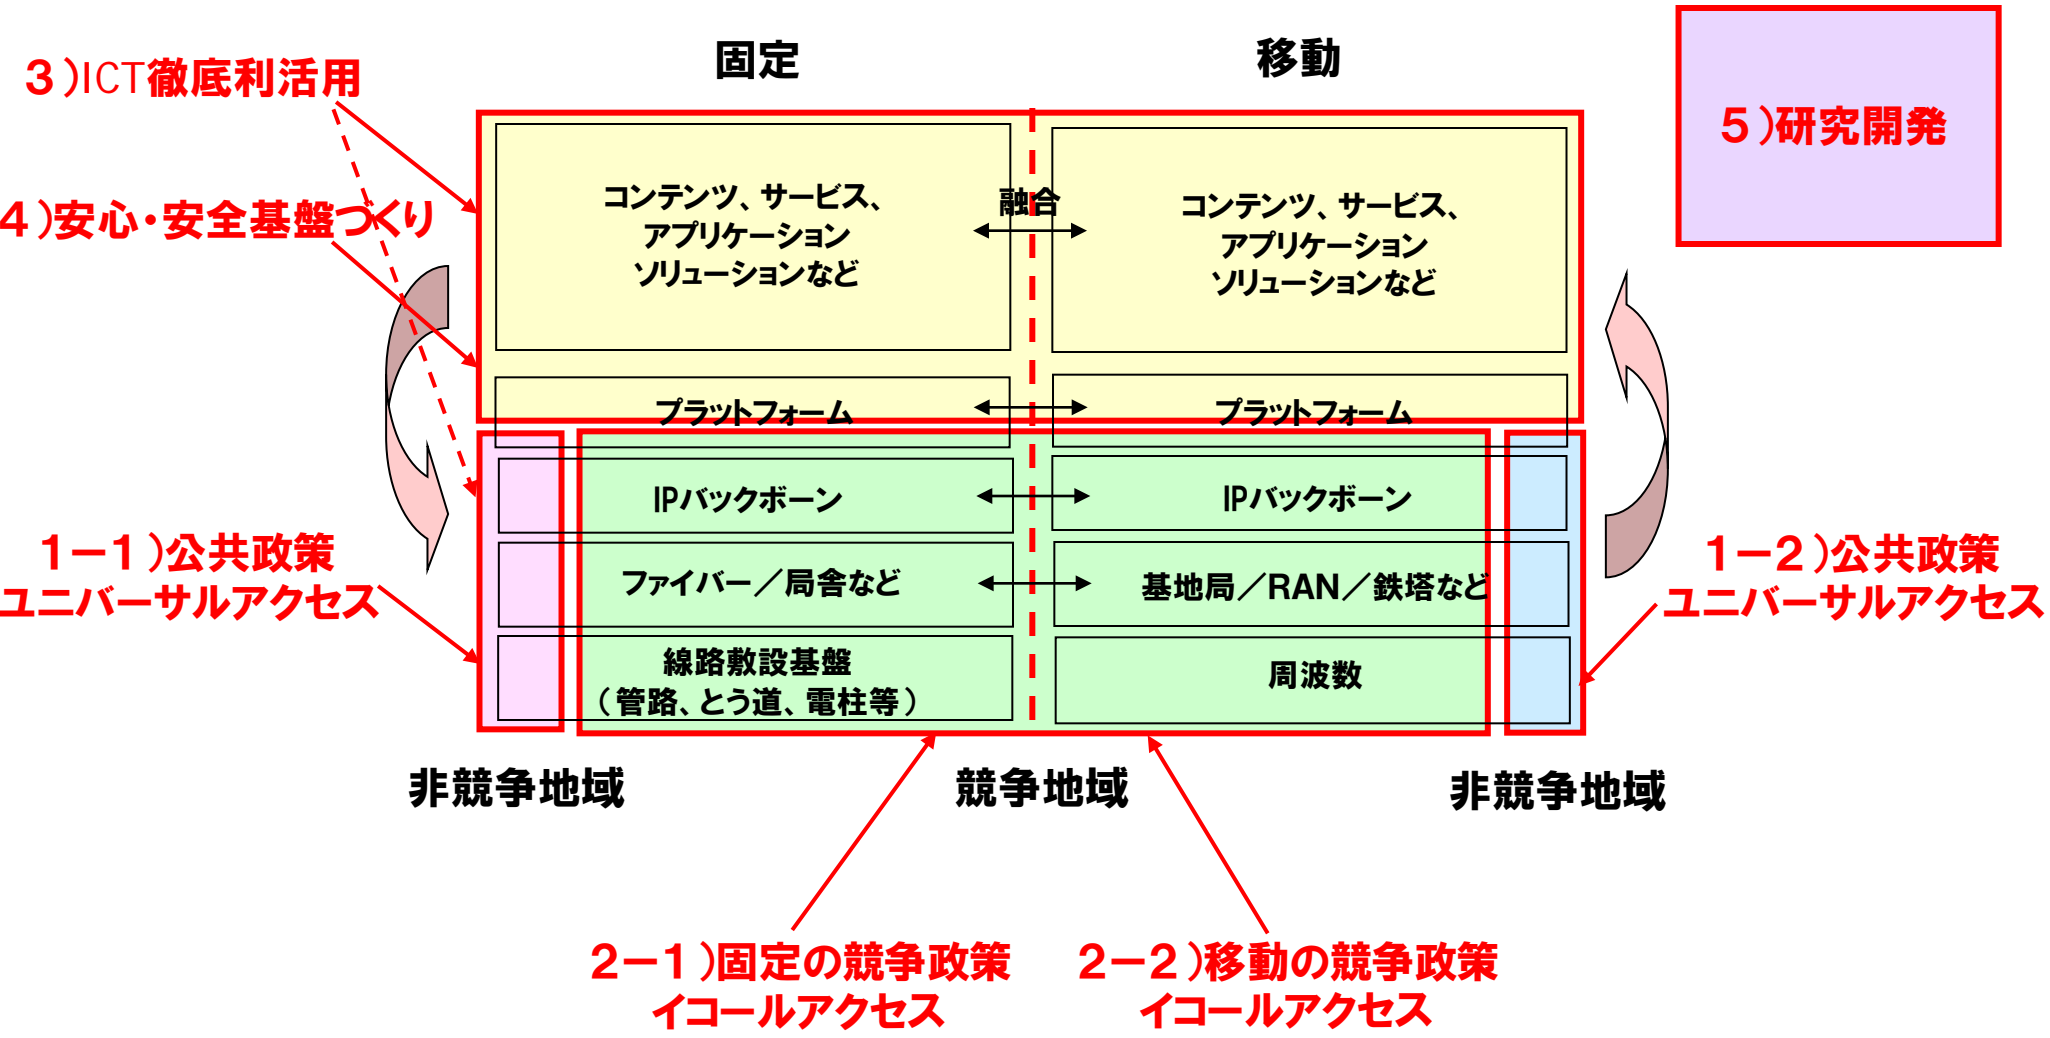 固定
移動
3)ICT徹底利活用
5)研究開発
4)安心・安全基盤づくり
コンテンツ、サービス、
アプリケーション
ソリューションなど
融合
コンテンツ、サービス、
アプリケーション
ソリューションなど
プラットフォーム
プラットフォーム
IPバックボーン
IPバックボーン
1-1)公共政策
ユニバーサルアクセス
ファイバー/局舎など
基地局/RAN/鉄塔など
1-2)公共政策
ユニバーサルアクセス
線路敷設基盤
(管路、とう道、電柱等)
周波数
非競争地域
競争地域
非競争地域
2-1)固定の競争政策
イコールアクセス
2-2)移動の競争政策
イコールアクセス